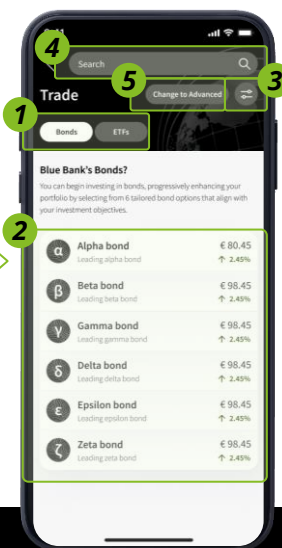 4
Search
5
3
Trade
Change to Advanced
1
Bonds
ETFs
Blue Bank's Bonds?
You can begin investing in bonds, progressively enhancing your
portfolio by selecting from 6 tailored bond options that align with
your investment objectives.
2
α Alpha bond € 80.45
Leading alpha bond ↑ 2.45%
β Beta bond € 98.45
Leading beta bond ↑ 2.45%
γ Gamma bond € 98.45
Leading gamma bond ↑ 2.45%
δ Delta bond € 98.45
Leading delta bond ↑ 2.45%
ε Epsilon bond € 98.45
Leading epsilon bond ↑ 2.45%
ζ Zeta bond € 98.45
Leading zeta bond ↑ 2.45%